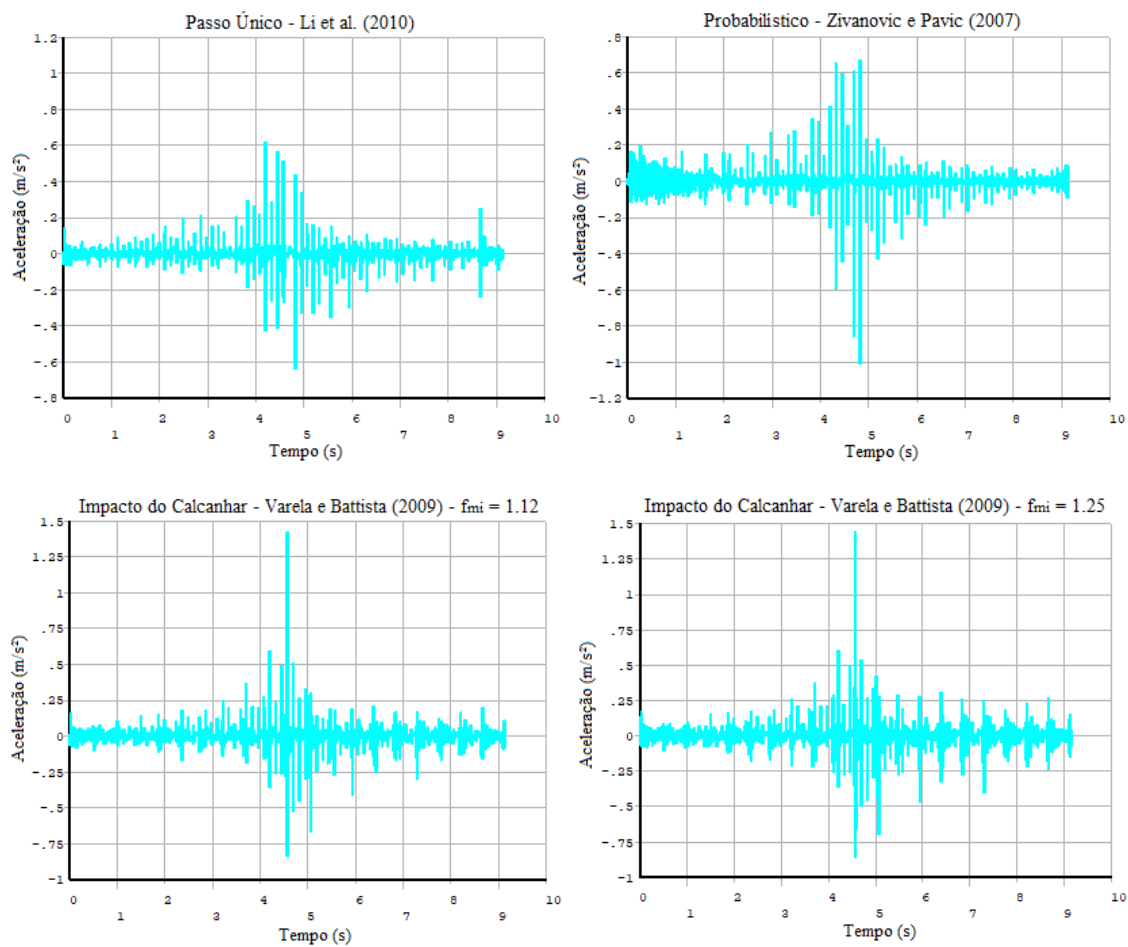 Passo Único - Li et al. (2010)
1.2
1
.8
.6
.4
.2
0
-.2
-.4
-.6
-.8
Aceleração (m/s²)
0 1 2 3 4 5 6 7 8 9 10
Tempo (s)
Probabilístico - Zivanovic e Pavic (2007)
.8
.6
.4
.2
0
-.2
-.4
-.6
-.8
-1
-1.2
Aceleração (m/s²)
0 1 2 3 4 5 6 7 8 9 10
Tempo (s)
Impacto do Calcanhar - Varela e Battista (2009) - fmi = 1.12
1.5
1.25
1
.75
.5
.25
0
-.25
-.5
-.75
-1
Aceleração (m/s²)
0 1 2 3 4 5 6 7 8 9 10
Tempo (s)
Impacto do Calcanhar - Varela e Battista (2009) - fmi = 1.25
1.5
1.25
1
.75
.5
.25
0
-.25
-.5
-.75
-1
Aceleração (m/s²)
0 1 2 3 4 5 6 7 8 9 10
Tempo (s)